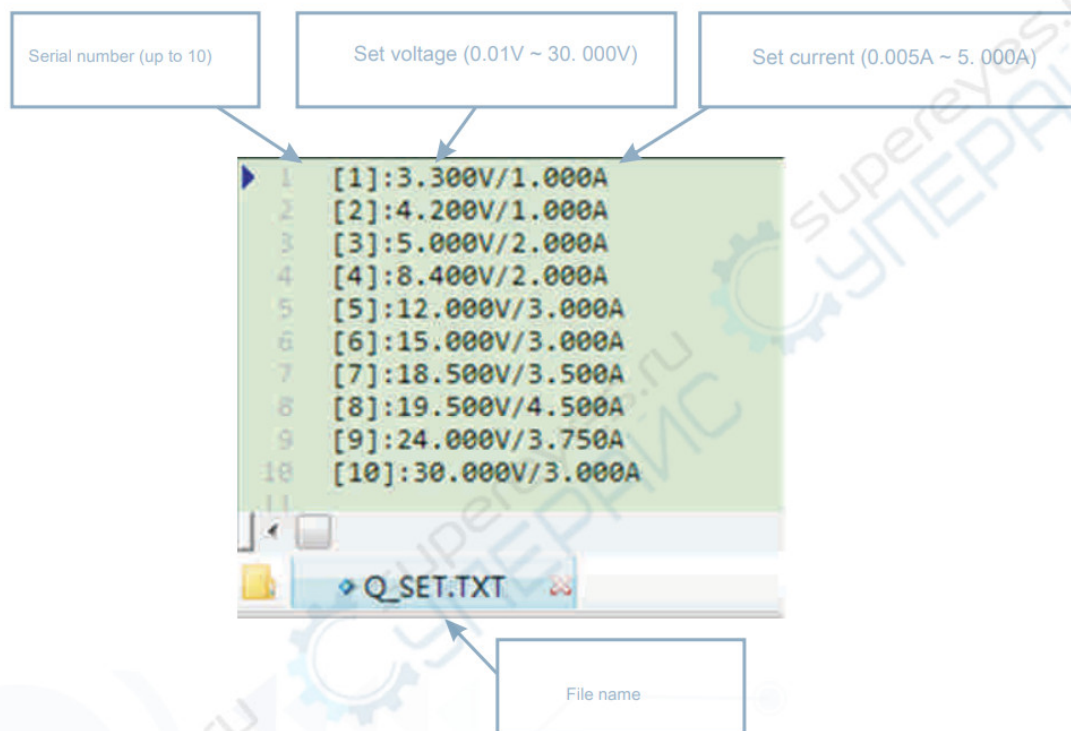 Serial number (up to 10)
Set voltage (0.01V ~ 30. 000V)
Set current (0.005A ~ 5. 000A)
1 [1]:3.300V/1.000A
2 [2]:4.200V/1.000A
3 [3]:5.000V/2.000A
4 [4]:8.400V/2.000A
5 [5]:12.000V/3.000A
6 [6]:15.000V/3.000A
7 [7]:18.500V/3.500A
8 [8]:19.500V/4.500A
9 [9]:24.000V/3.750A
10 [10]:30.000V/3.000A
11
Q_SET.TXT
File name
supereyes.ru
СУПЕРАЙС